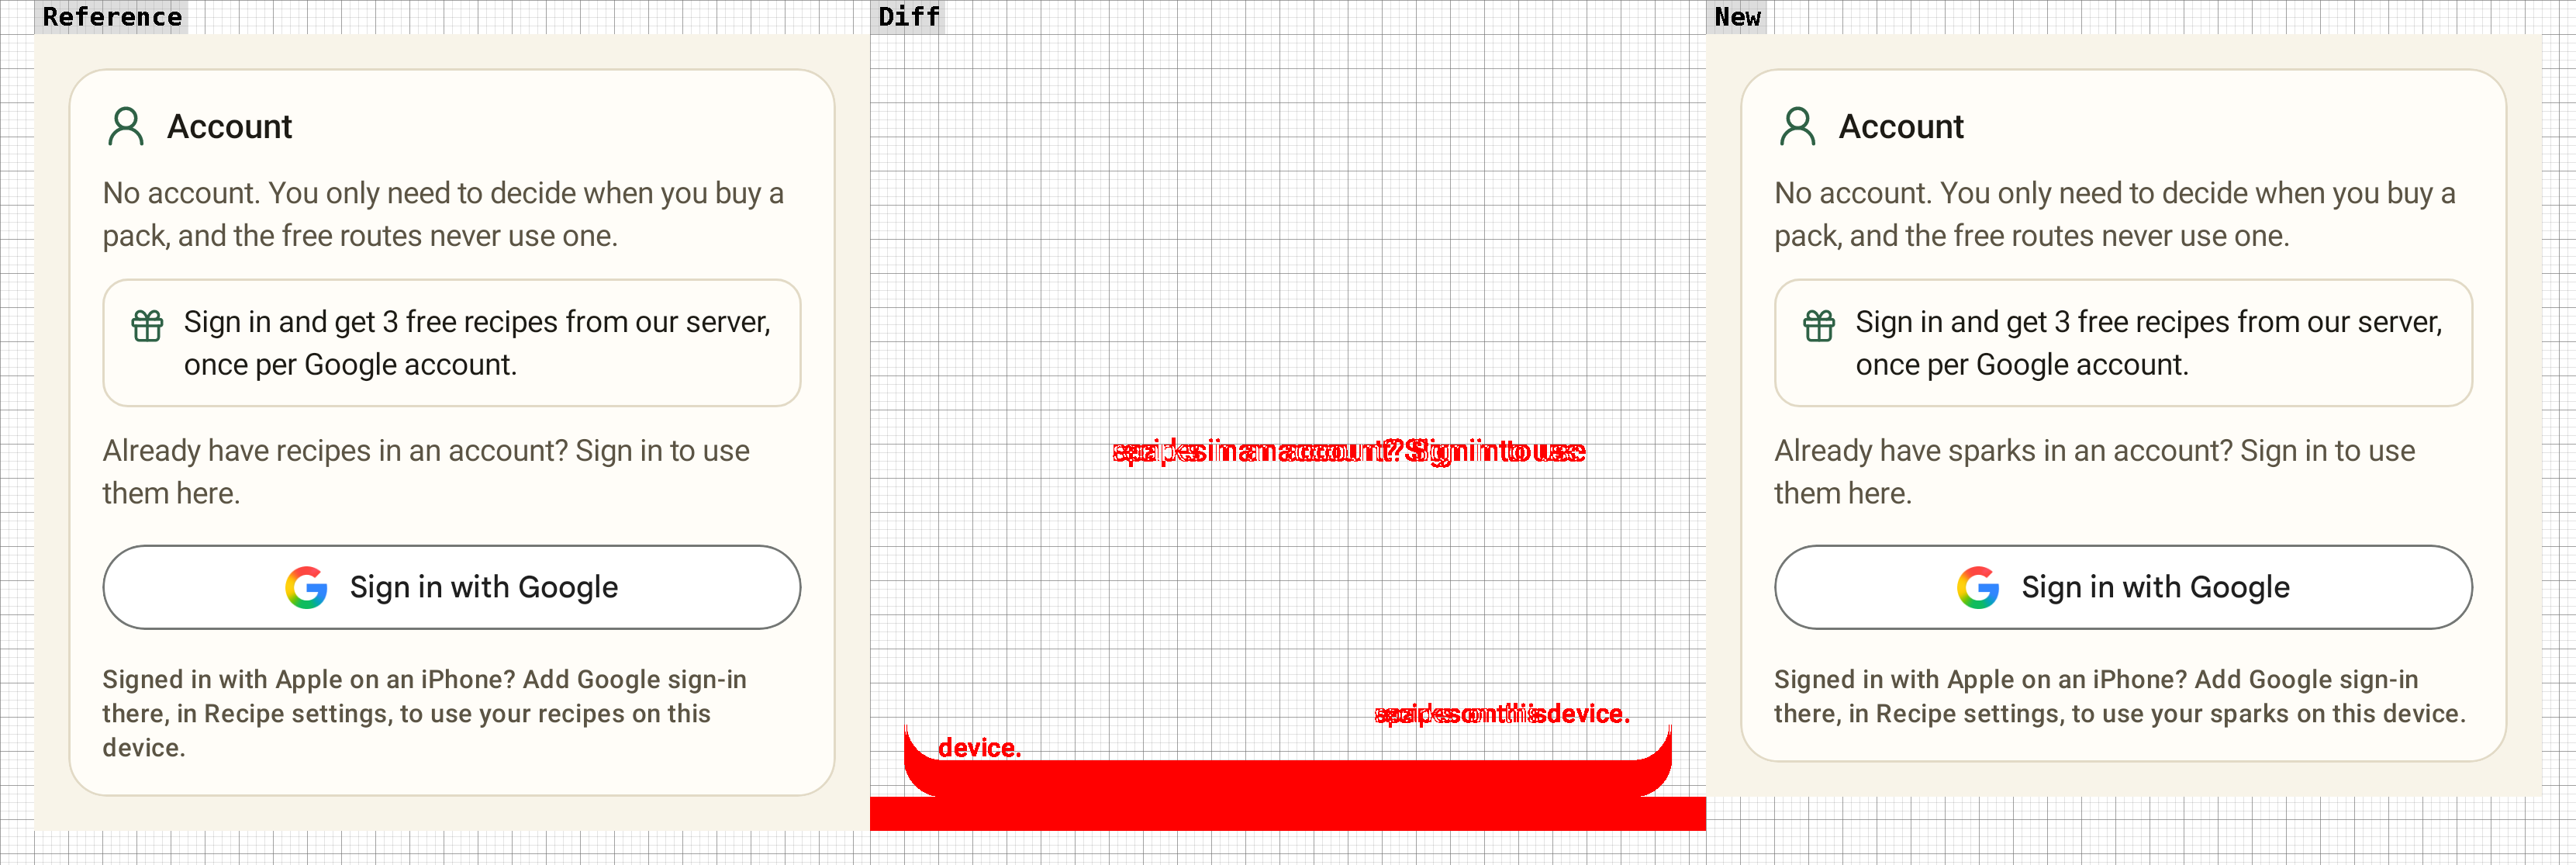 Reference
Account
No account. You only need to decide when you buy a
pack, and the free routes never use one.
Sign in and get 3 free recipes from our server,
once per Google account.
Already have recipes in an account? Sign in to use
them here.
Sign in with Google
Signed in with Apple on an iPhone? Add Google sign-in
there, in Recipe settings, to use your recipes on this
device.
Diff
device.
New
Account
No account. You only need to decide when you buy a
pack, and the free routes never use one.
Sign in and get 3 free recipes from our server,
once per Google account.
Already have sparks in an account? Sign in to use
them here.
Sign in with Google
Signed in with Apple on an iPhone? Add Google sign-in
there, in Recipe settings, to use your sparks on this device.